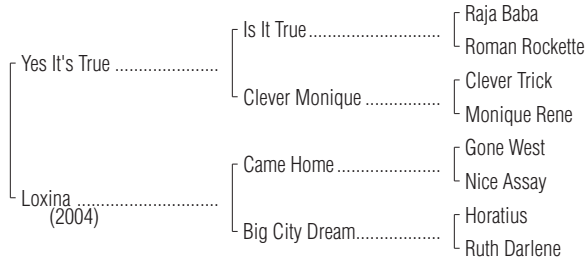 Raja Baba
Is It True
Roman Rockette
Yes It's True
Clever Trick
Clever Monique
Monique Rene
Gone West
Came Home
Nice Assay
Loxina
(2004)
Horatius
Big City Dream
Ruth Darlene